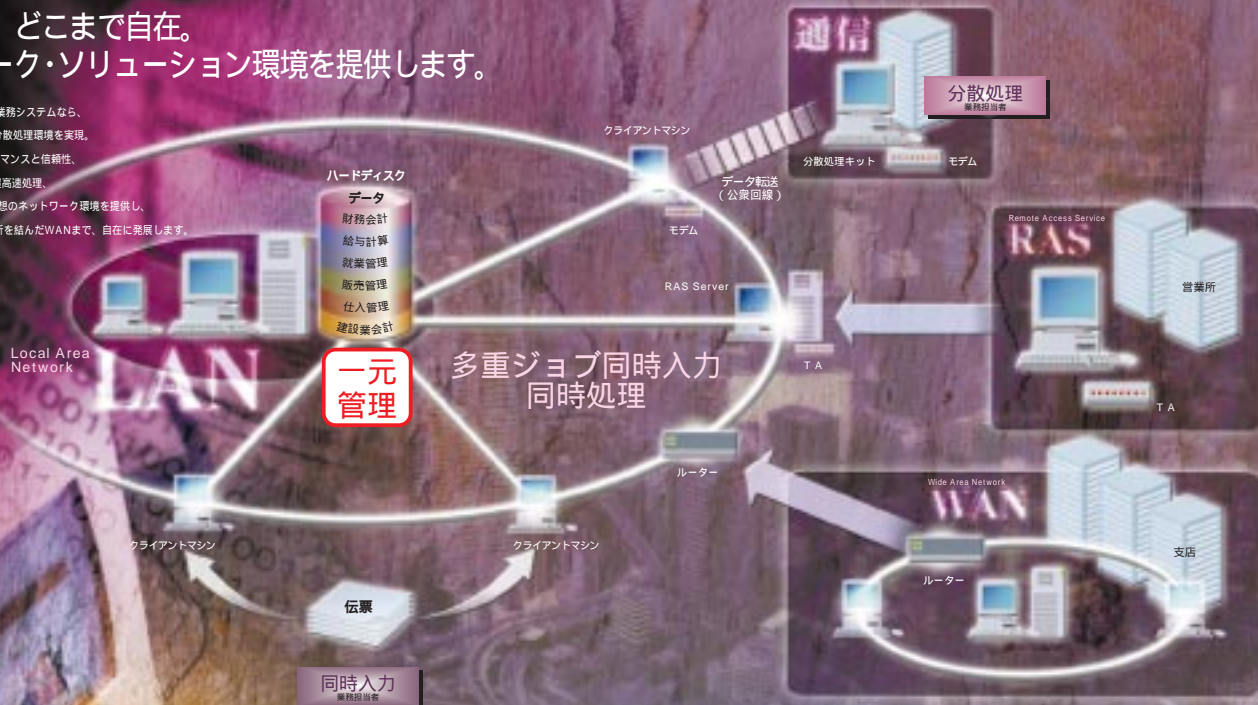 どこまで自在。
ーク・ソリューション環境を提供します。
業務システムなら、
分散処理環境を実現。
マンスと信頼性、
高速処理、
想のネットワーク環境を提供し、
所を結んだWANまで、自在に発展します。
通信
分散処理
業務担当者
分散処理キット
モデム
クライアントマシン
データ転送
(公衆回線)
モデム
ハードディスク
データ
財務会計
給与計算
就業管理
販売管理
仕入管理
建設業会計
一元
管理
Local Area
Network
LAN
多重ジョブ同時入力
同時処理
RAS Server
TA
Remote Access Service
RAS
営業所
TA
ルーター
Wide Area Network
WAN
支店
ルーター
クライアントマシン
クライアントマシン
伝票
同時入力
業務担当者